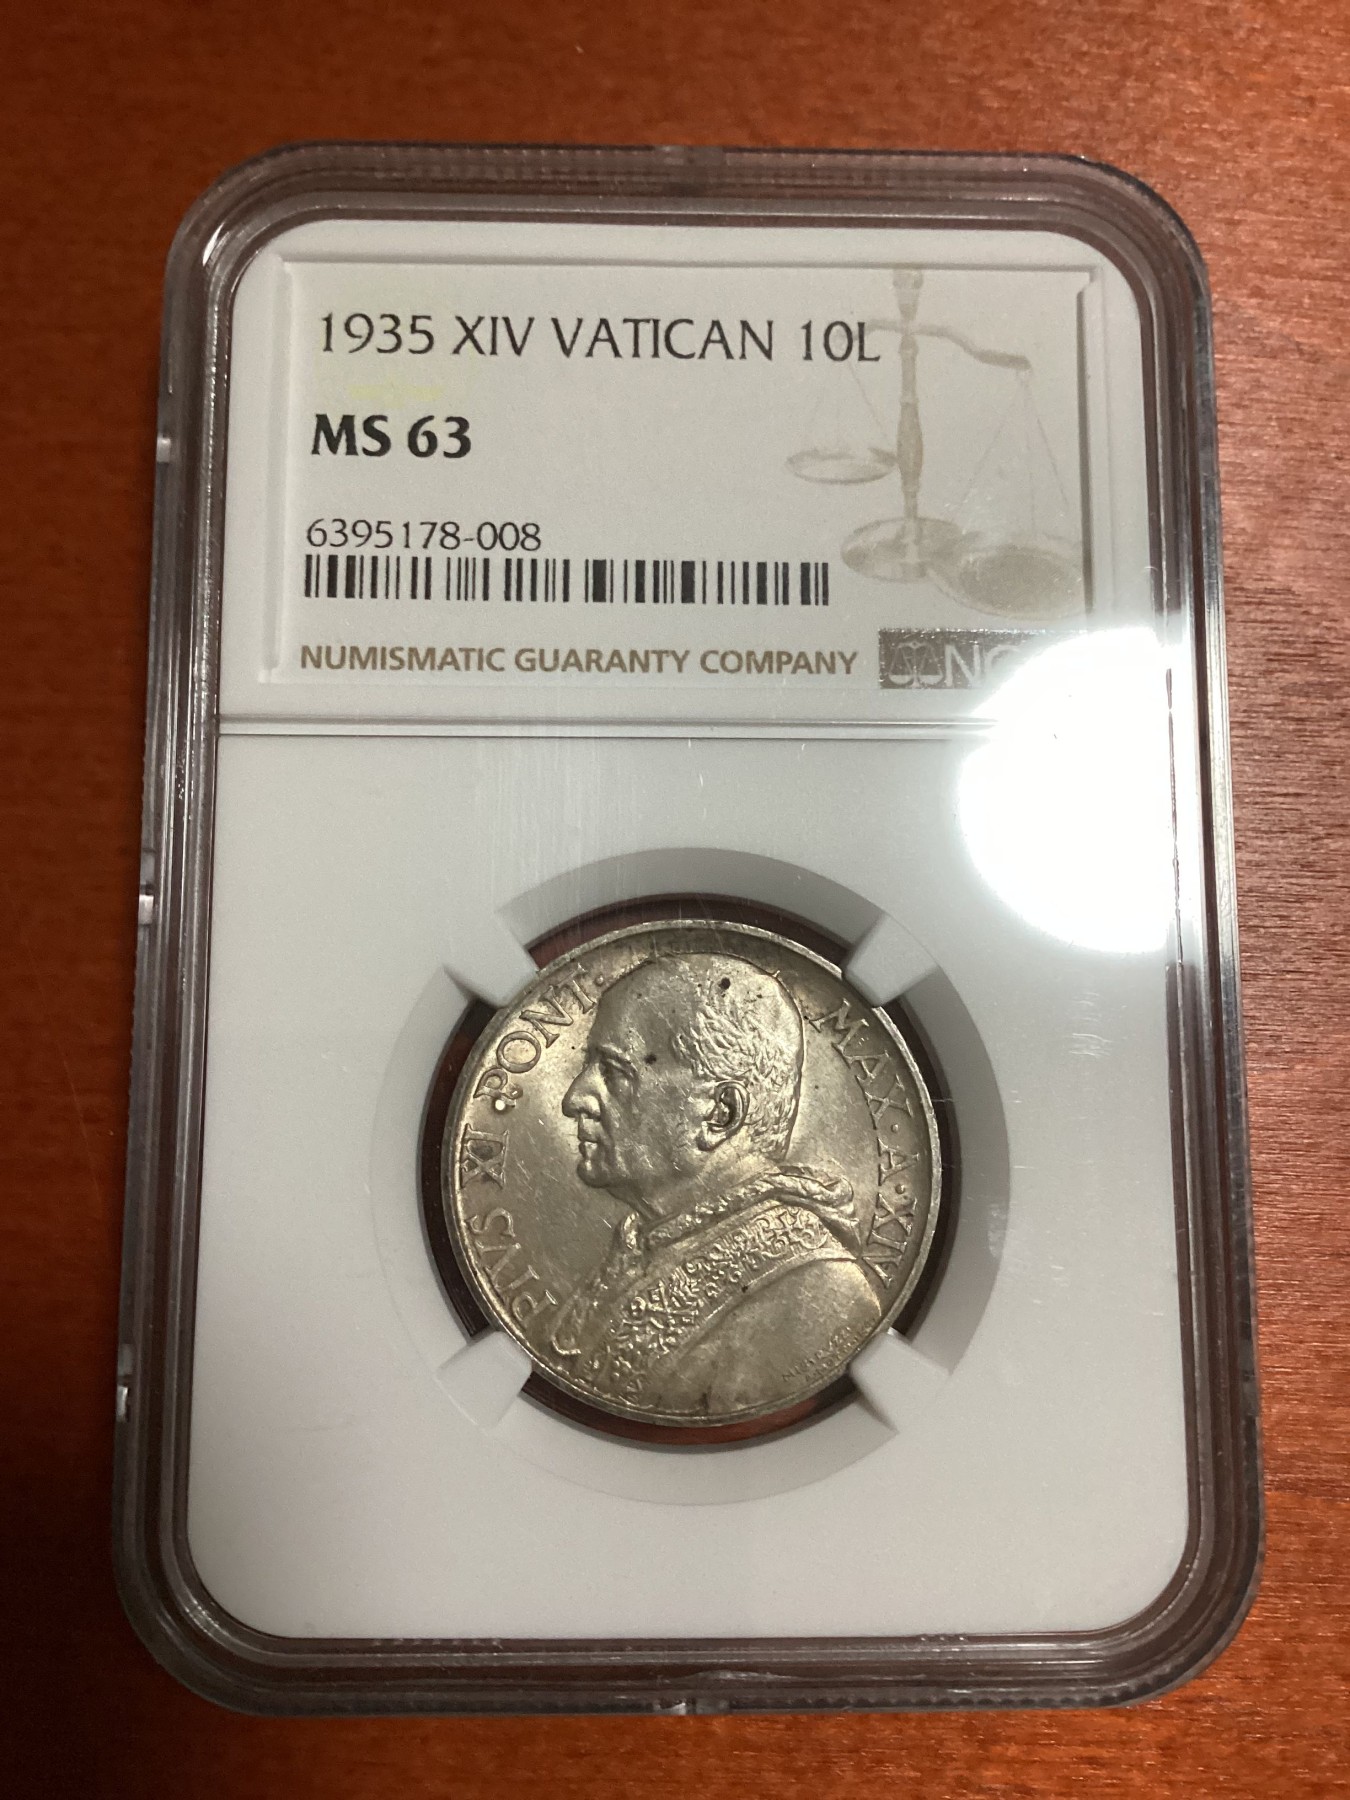 1935 XIV VATICAN 10L
MS 63
6395178-008
NUMISMATIC GUARANTY COMPANY
PIVS XI · PONT · MAX · A · XIV